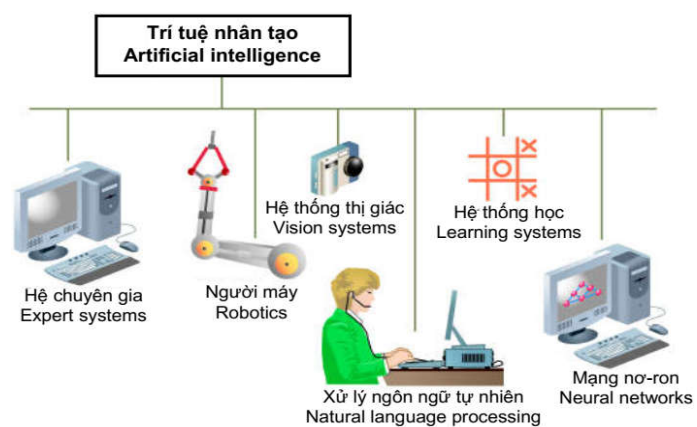 Trí tuệ nhân tạo
Artificial intelligence
Hệ thống thị giác
Vision systems
Hệ thống học
Learning systems
Hệ chuyên gia
Expert systems
Người máy
Robotics
Xử lý ngôn ngữ tự nhiên
Natural language processing
Mạng nơ-ron
Neural networks